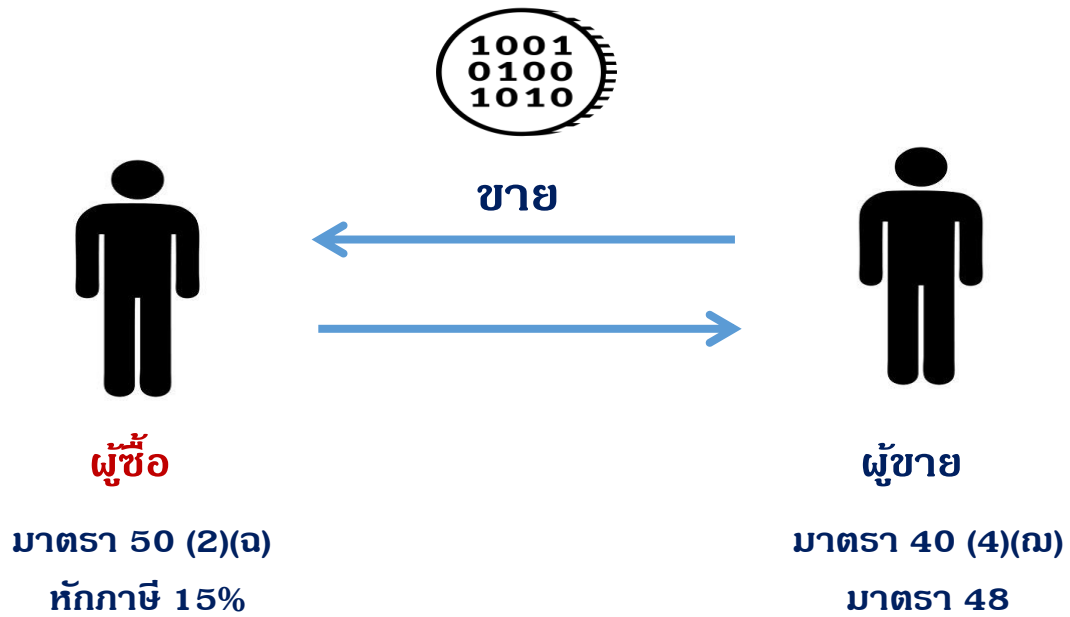 1001
0100
1010
ขาย
ผู้ซื้อ
ผู้ขาย
มาตรา 50 (2)(ฉ)
มาตรา 40 (4)(ฌ)
หักภาษี 15%
มาตรา 48